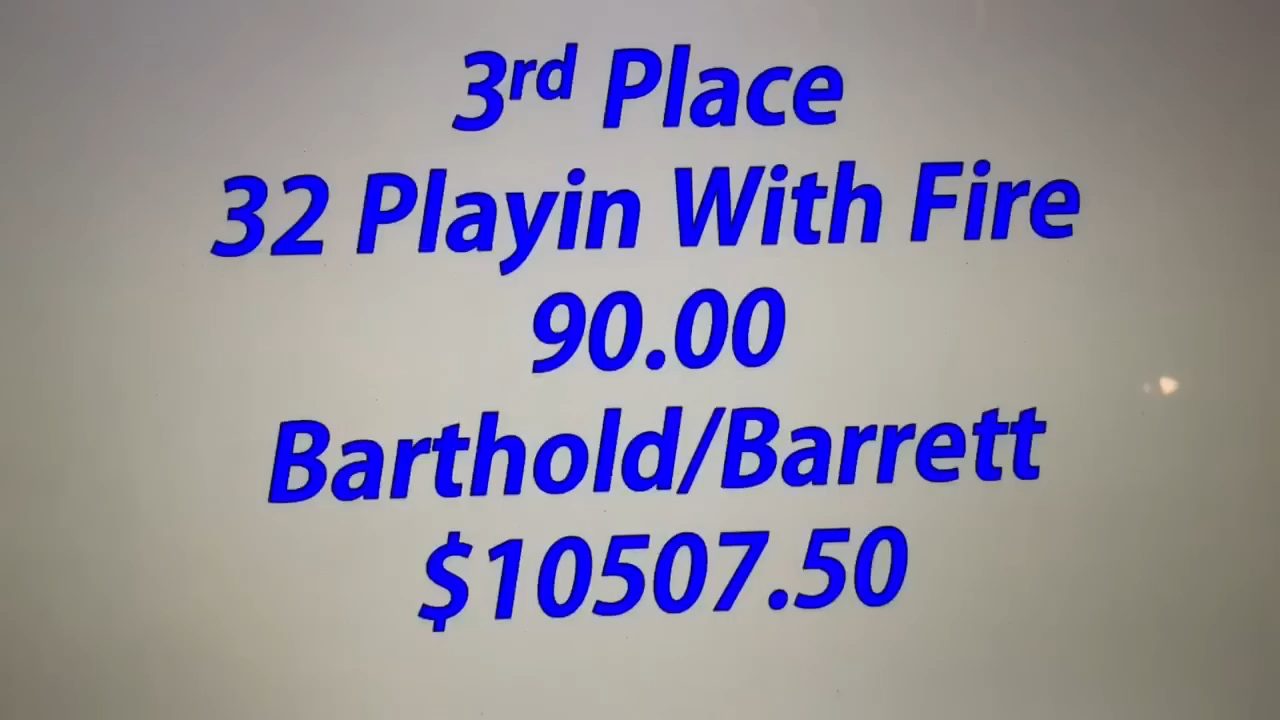 3rd Place
32 Playin With Fire
90.00
Barthold/Barrett
$10507.50